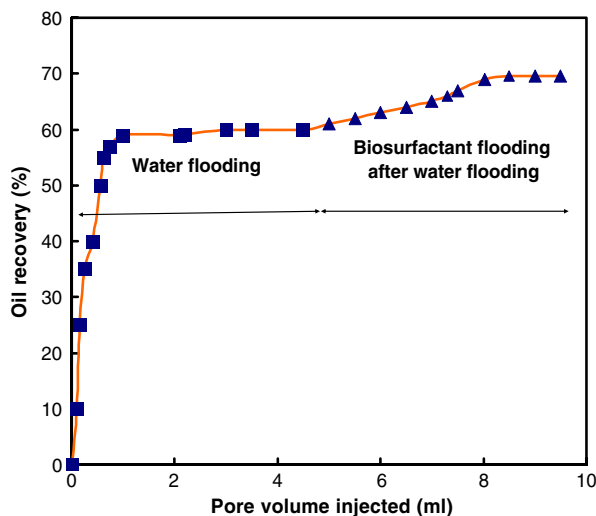 80
70
60
50
40
30
20
10
0
Oil recovery (%)
Water flooding
Biosurfactant flooding
after water flooding
0 2 4 6 8 10
Pore volume injected (ml)